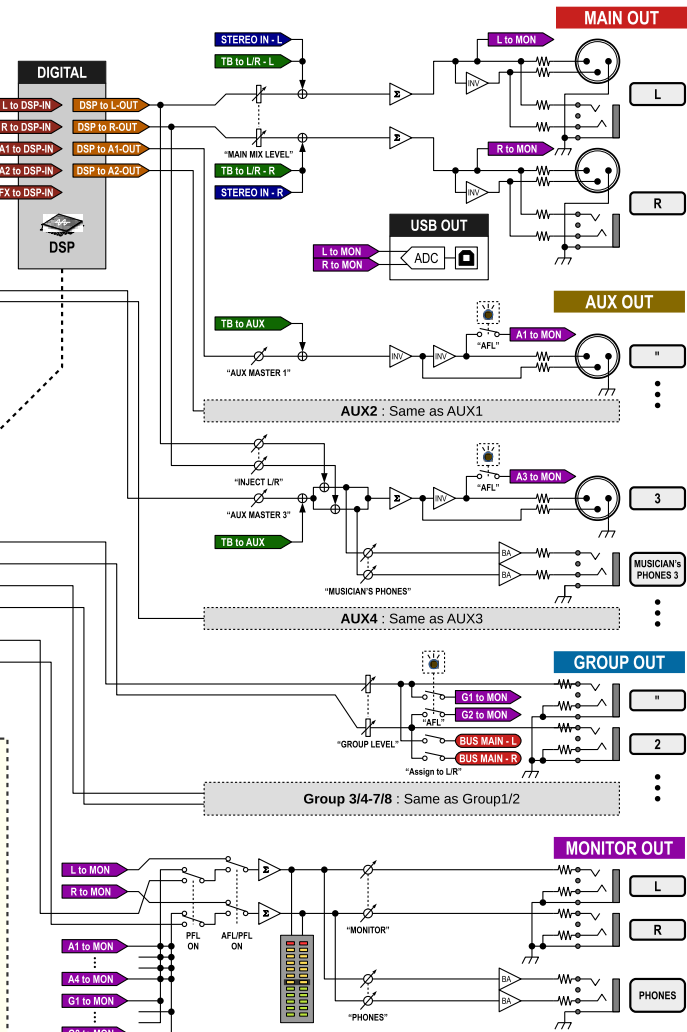 MAIN OUT
STEREO IN - L
L to MON
TB to L/R - L
DIGITAL
INV
L to DSP-IN
DSP to L-OUT
Σ
L
R to DSP-IN
DSP to R-OUT
A1 to DSP-IN
DSP to A1-OUT
"MAIN MIX LEVEL"
Σ
R to MON
A2 to DSP-IN
DSP to A2-OUT
TB to L/R - R
FX to DSP-IN
STEREO IN - R
INV
R
DSP
USB OUT
L to MON
R to MON
ADC
AUX OUT
TB to AUX
A1 to MON
"AFL"
INV
INV
"
"AUX MASTER 1"
AUX2 : Same as AUX1
"INJECT L/R"
A3 to MON
"AFL"
Σ
INV
3
"AUX MASTER 3"
TB to AUX
BA
BA
MUSICIAN's
PHONES 3
"MUSICIAN'S PHONES"
AUX4 : Same as AUX3
GROUP OUT
G1 to MON
"
G2 to MON
"AFL"
"GROUP LEVEL"
BUS MAIN - L
BUS MAIN - R
2
"Assign to L/R"
Group 3/4-7/8 : Same as Group1/2
MONITOR OUT
L to MON
Σ
L
R to MON
Σ
"MONITOR"
R
PFL
ON
AFL/PFL
ON
A1 to MON
A4 to MON
BA
PHONES
G1 to MON
BA
"PHONES"